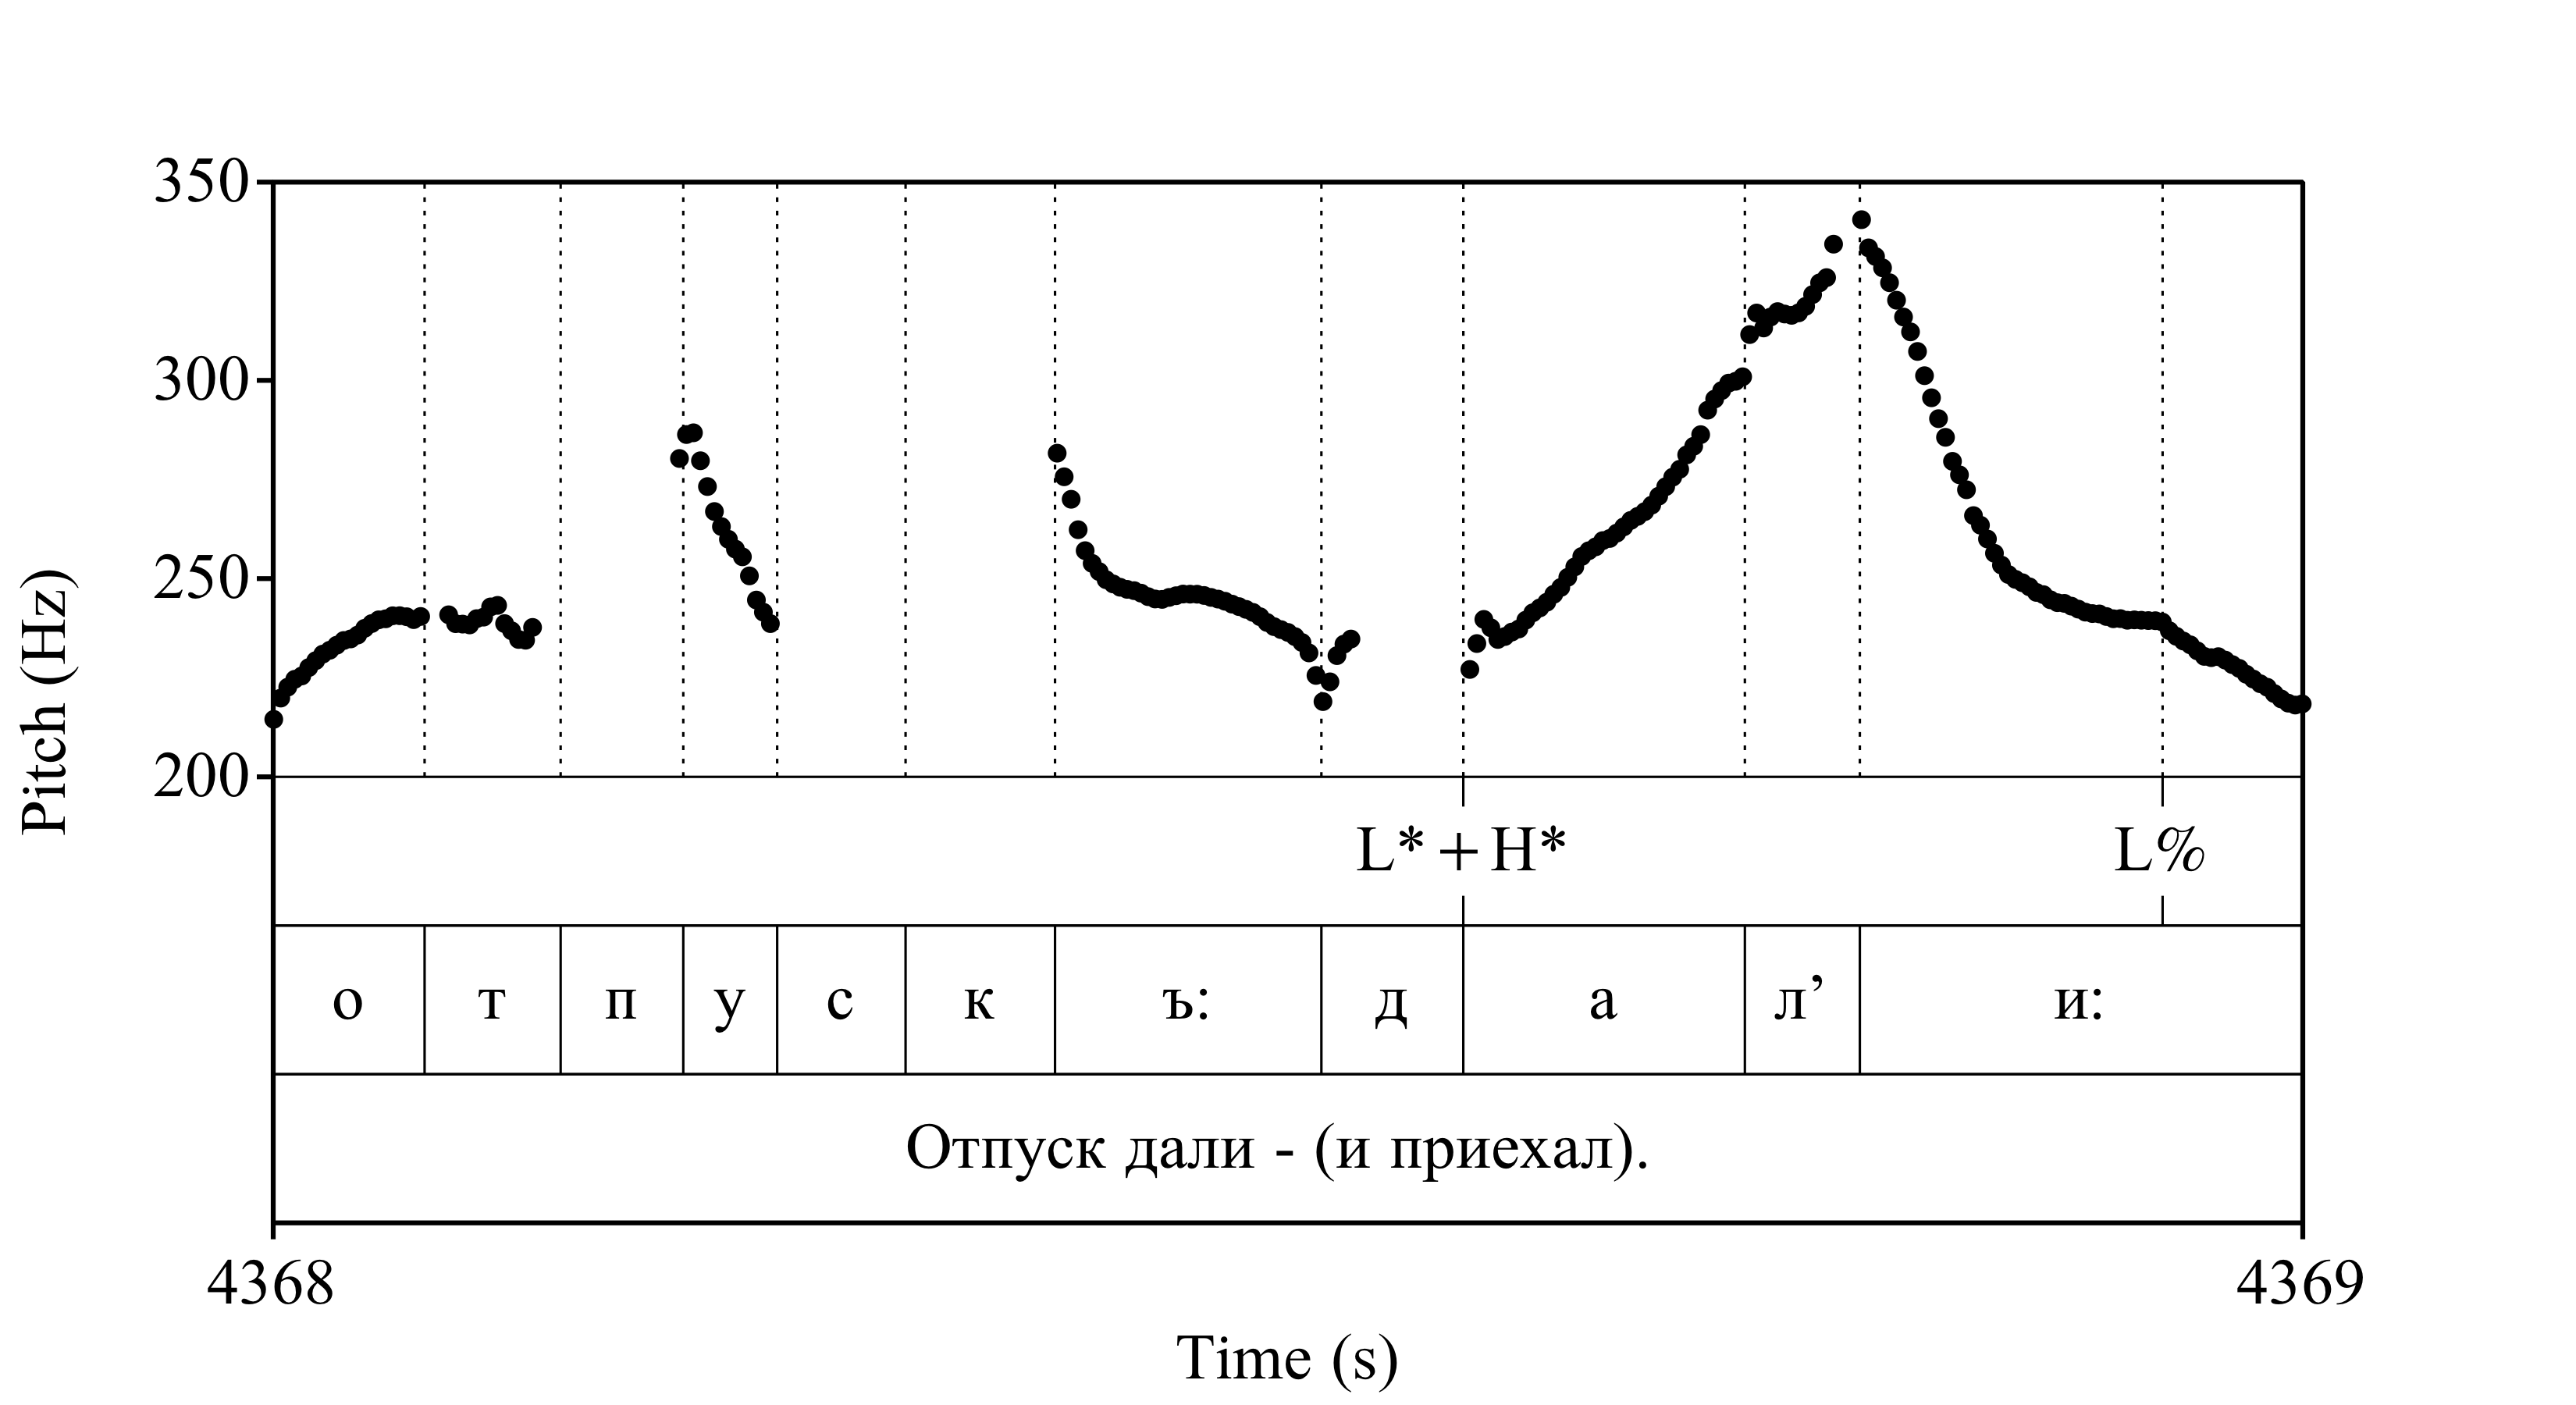 350
300
250
200
Pitch (Hz)
L*+H* L%
о т п у с к ъ: д а л’ и:
Отпуск дали - (и приехал).
4368 4369
Time (s)